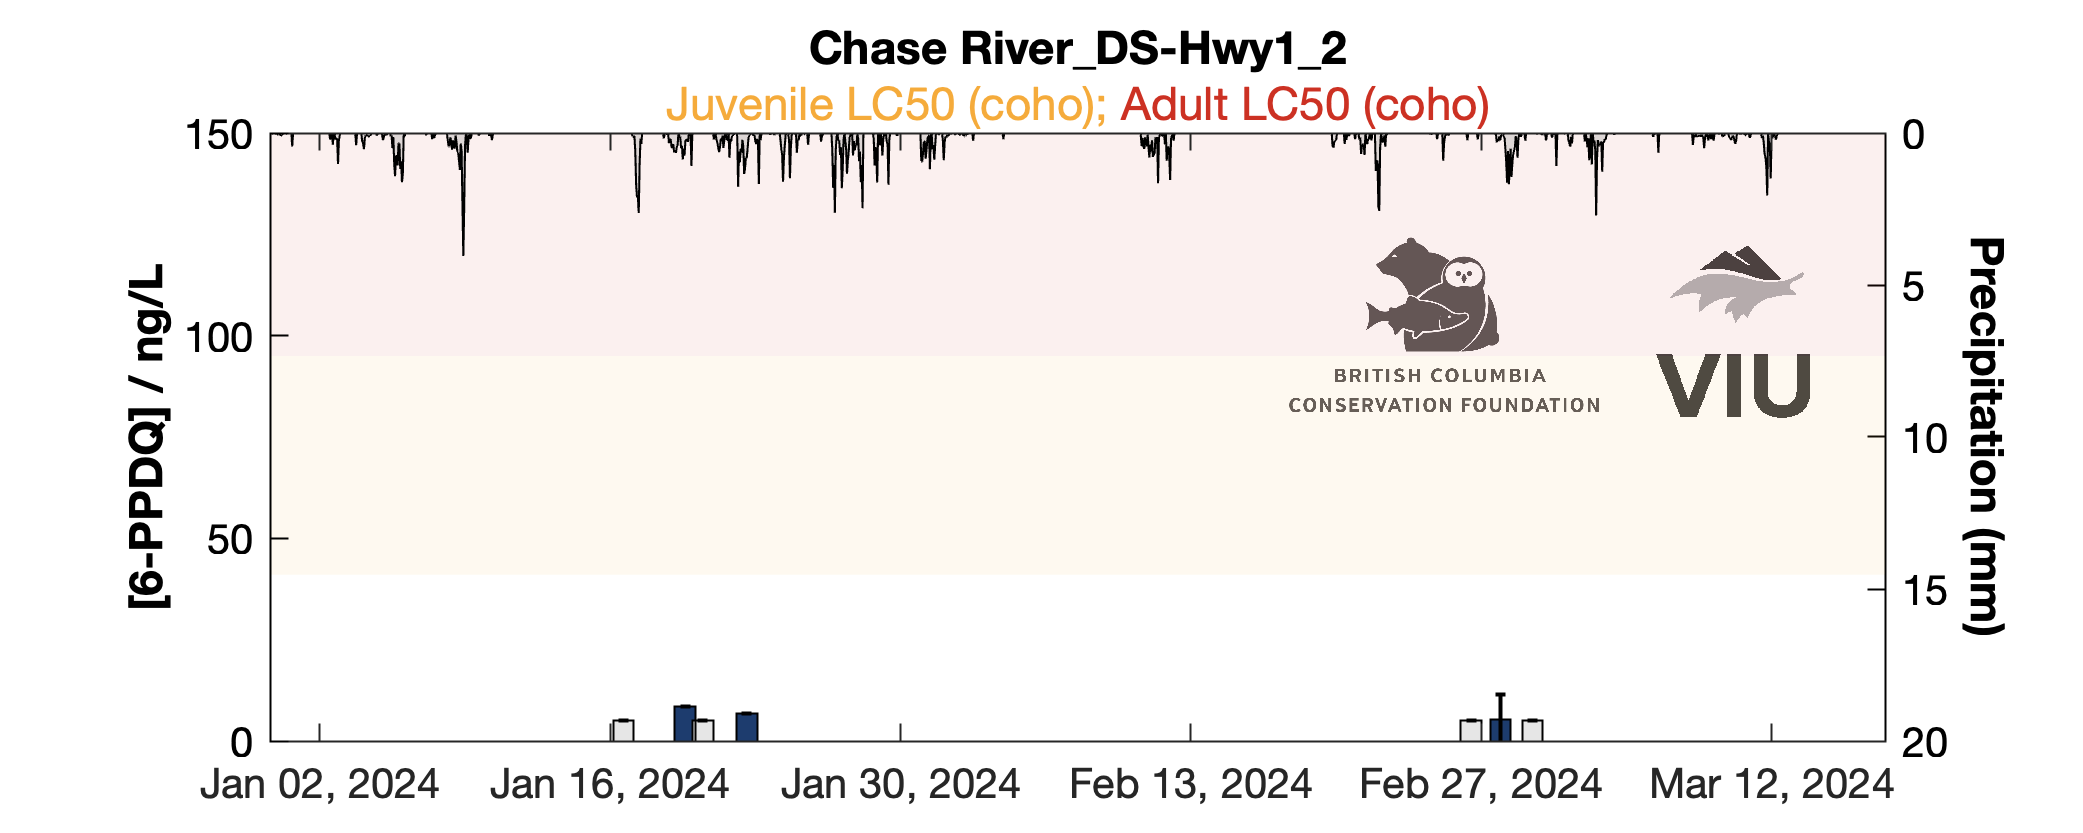 Chase River_DS-Hwy1_2
Juvenile LC50 (coho); Adult LC50 (coho)
150
100
50
0
[6-PPDQ] / ng/L
0
5
10
15
20
Precipitation (mm)
BRITISH COLUMBIA
CONSERVATION FOUNDATION
VIU
Jan 02, 2024
Jan 16, 2024
Jan 30, 2024
Feb 13, 2024
Feb 27, 2024
Mar 12, 2024